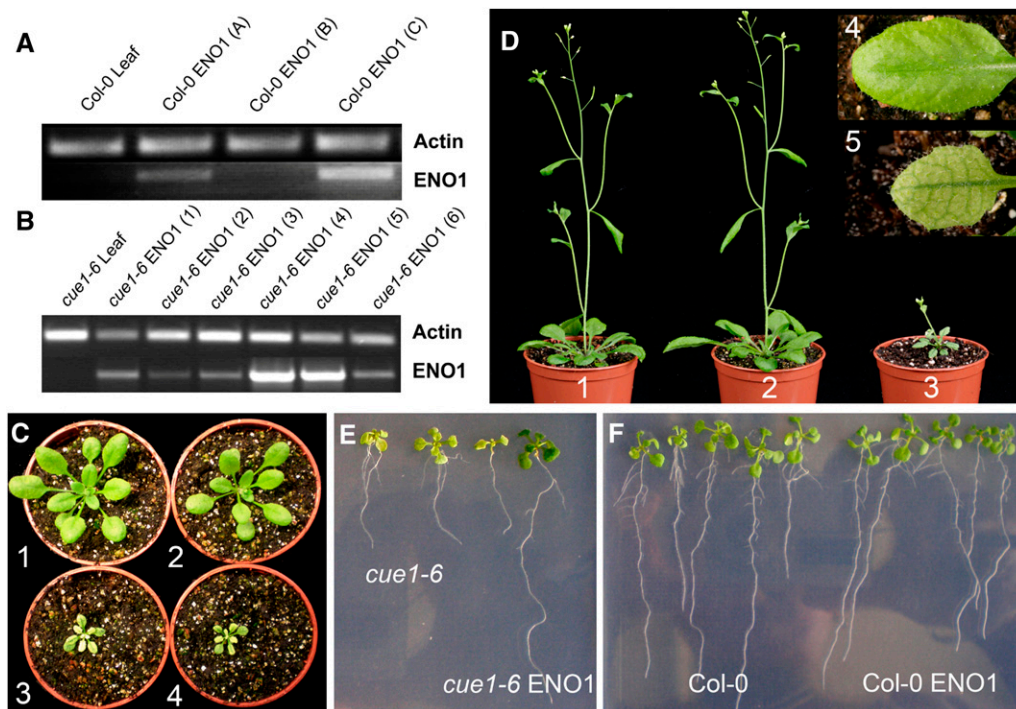 A
Col-0 Leaf
Col-0 ENO1 (A)
Col-0 ENO1 (B)
Col-0 ENO1 (C)
Actin
ENO1
B
cue1-6 Leaf
cue1-6 ENO1 (1)
cue1-6 ENO1 (2)
cue1-6 ENO1 (3)
cue1-6 ENO1 (4)
cue1-6 ENO1 (5)
cue1-6 ENO1 (6)
Actin
ENO1
C
1
2
3
4
D
4
5
1
2
3
E
cue1-6
cue1-6 ENO1
F
Col-0
Col-0 ENO1